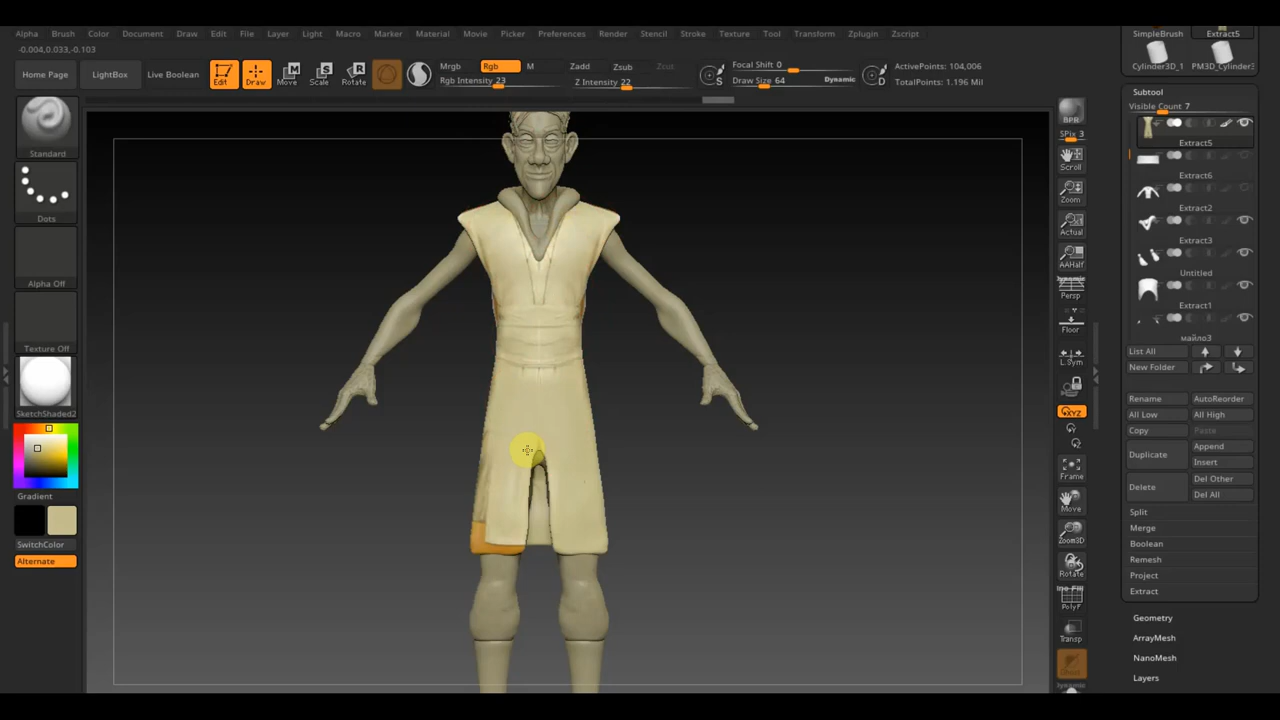 Alpha Brush Color Document Draw Edit File Layer Light Macro Marker Material Movie Picker Preferences Render Stencil Stroke Texture Tool Transform Zplugin Zscript
-0.004,0.033,-0.103
Home Page
LightBox
Live Boolean
Edit
Draw
Move
Scale
Rotate
Mrgb
Rgb
M
Rgb Intensity 23
Zadd
Zsub
Zcut
Z Intensity 22
S
Focal Shift 0
Draw Size 64
Dynamic
D
ActivePoints: 104,006
TotalPoints: 1.196 Mil
Standard
Dots
Alpha Off
Texture Off
SketchShaded2
Gradient
SwitchColor
Alternate
BPR
SPix 3
Scroll
Zoom
Actual
AAHalf
Dynamic
Persp
Floor
L.Sym
XYZ
Y
Z
Frame
Move
Zoom3D
Rotate
PolyF
Transp
Dynamic
SimpleBrush
Extract5
Cylinder3D_1
PM3D_Cylinder3
Subtool
Visible Count 7
Extract5
Extract6
Extract2
Extract3
Untitled
Extract1
майло3
List All
New Folder
Rename
AutoReorder
All Low
All High
Copy
Paste
Duplicate
Append
Insert
Delete
Del Other
Del All
Split
Merge
Boolean
Remesh
Project
Extract
Geometry
ArrayMesh
NanoMesh
Layers